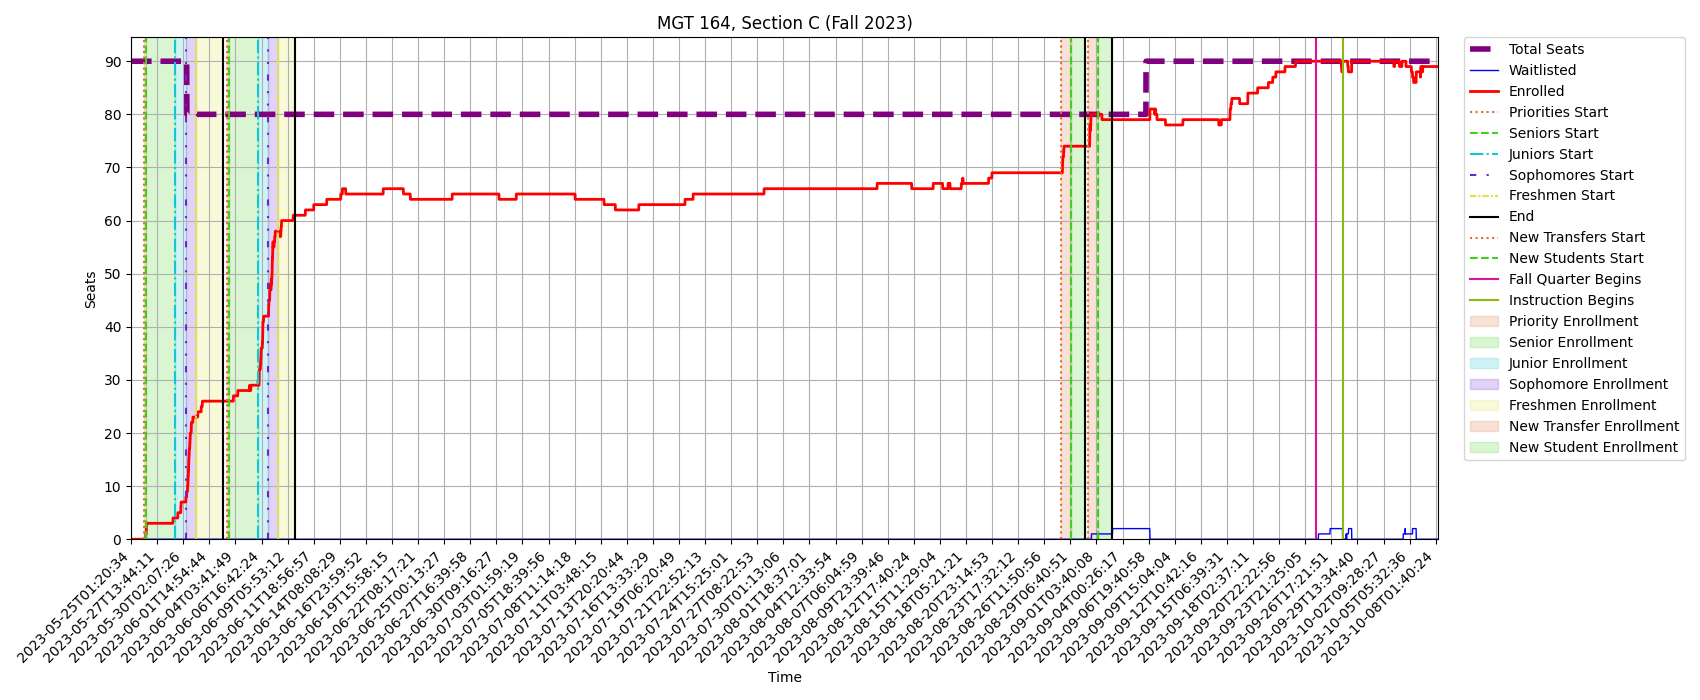 MGT 164, Section C (Fall 2023)
Seats
90
80
70
60
50
40
30
20
10
0
2023-05-25T01:20:34
2023-05-27T13:44:11
2023-05-30T02:07:26
2023-06-01T14:54:44
2023-06-04T03:41:49
2023-06-06T16:42:24
2023-06-09T05:53:12
2023-06-11T18:56:57
2023-06-14T08:08:29
2023-06-16T23:59:52
2023-06-19T15:58:15
2023-06-22T08:17:21
2023-06-25T00:13:27
2023-06-27T16:39:58
2023-06-30T09:16:27
2023-07-03T01:59:19
2023-07-05T18:39:56
2023-07-08T11:14:18
2023-07-11T03:48:15
2023-07-13T20:20:44
2023-07-16T13:33:29
2023-07-19T06:20:49
2023-07-21T22:52:13
2023-07-24T15:25:01
2023-07-27T08:22:53
2023-07-30T01:13:06
2023-08-01T18:37:01
2023-08-04T12:33:54
2023-08-07T06:04:59
2023-08-09T23:39:46
2023-08-12T17:40:24
2023-08-15T11:29:04
2023-08-18T05:21:21
2023-08-20T23:14:53
2023-08-23T17:32:12
2023-08-26T11:50:56
2023-08-29T06:40:51
2023-09-01T03:40:08
2023-09-04T00:26:17
2023-09-06T19:40:58
2023-09-09T15:04:04
2023-09-12T10:42:16
2023-09-15T06:39:31
2023-09-18T02:37:11
2023-09-20T22:22:56
2023-09-23T21:25:05
2023-09-26T17:21:51
2023-09-29T13:34:40
2023-10-02T09:28:27
2023-10-05T05:32:36
2023-10-08T01:40:24
Time
Total Seats
Waitlisted
Enrolled
Priorities Start
Seniors Start
Juniors Start
Sophomores Start
Freshmen Start
End
New Transfers Start
New Students Start
Fall Quarter Begins
Instruction Begins
Priority Enrollment
Senior Enrollment
Junior Enrollment
Sophomore Enrollment
Freshmen Enrollment
New Transfer Enrollment
New Student Enrollment